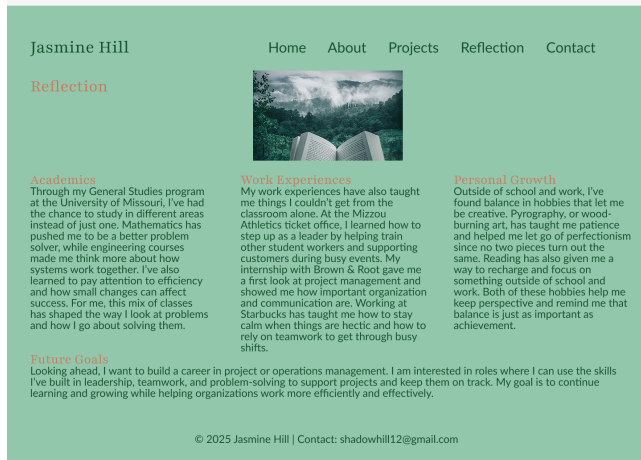 Jasmine Hill
Home About Projects Reflection Contact
Reflection
Academics
Through my General Studies program
at the University of Missouri, I've had
the chance to study in different areas
instead of just one. Mathematics has
pushed me to be a better problem
solver, while engineering courses
made me think more about how
systems work together. I've also
learned to pay attention to efficiency
and how small changes can affect
success. For me, this mix of classes
has shaped the way I look at problems
and how I go about solving them.
Work Experiences
My work experiences have also taught
me things I couldn't get from the
classroom alone. At the Mizzou
Athletics ticket office, I learned how to
step up as a leader by helping train
other student workers and supporting
customers during busy events. My
internship with Brown & Root gave me
a first look at project management and
showed me how important organization
and communication are. Working at
Starbucks has taught me how to stay
calm when things are hectic and how to
rely on teamwork to get through busy
shifts.
Personal Growth
Outside of school and work, I've
found balance in hobbies that let me
be creative. Pyrography, or wood-
burning art, has taught me patience
and helped me let go of perfectionism
since no two pieces turn out the
same. Reading has also given me a
way to recharge and focus on
something outside of school and
work. Both of these hobbies help me
keep perspective and remind me that
balance is just as important as
achievement.
Future Goals
Looking ahead, I want to build a career in project or operations management. I am interested in roles where I can use the skills
I've built in leadership, teamwork, and problem-solving to support projects and keep them on track. My goal is to continue
learning and growing while helping organizations work more efficiently and effectively.
© 2025 Jasmine Hill | Contact: shadowhill12@gmail.com